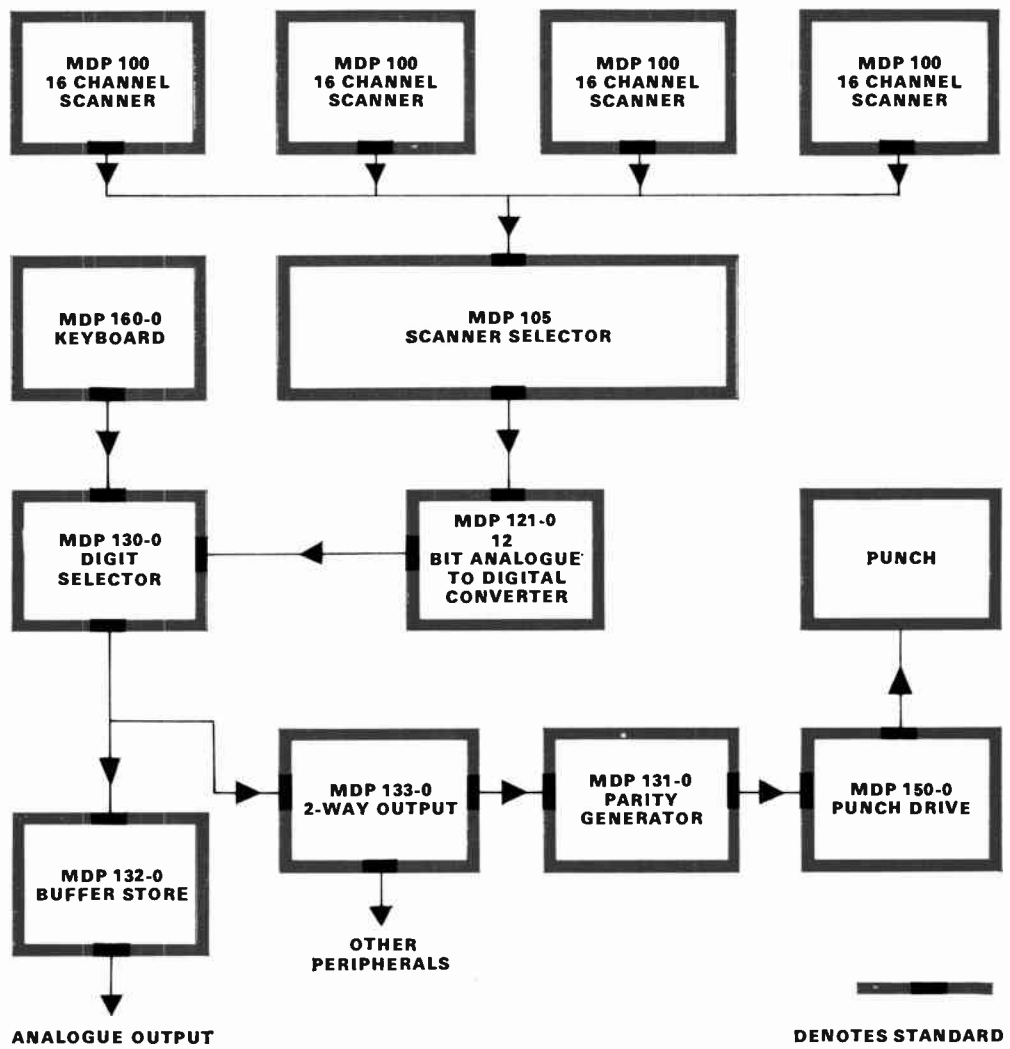 MDP 100
16 CHANNEL
SCANNER
MDP 100
16 CHANNEL
SCANNER
MDP 100
16 CHANNEL
SCANNER
MDP 100
16 CHANNEL
SCANNER
MDP 160-0
KEYBOARD
MDP 105
SCANNER SELECTOR
MDP 130-0
DIGIT
SELECTOR
MDP 121-0
12
BIT ANALOGUE
TO DIGITAL
CONVERTER
PUNCH
MDP 133-0
2-WAY OUTPUT
MDP 131-0
PARITY
GENERATOR
MDP 150-0
PUNCH DRIVE
MDP 132-0
BUFFER STORE
OTHER
PERIPHERALS
ANALOGUE OUTPUT
DENOTES STANDARD